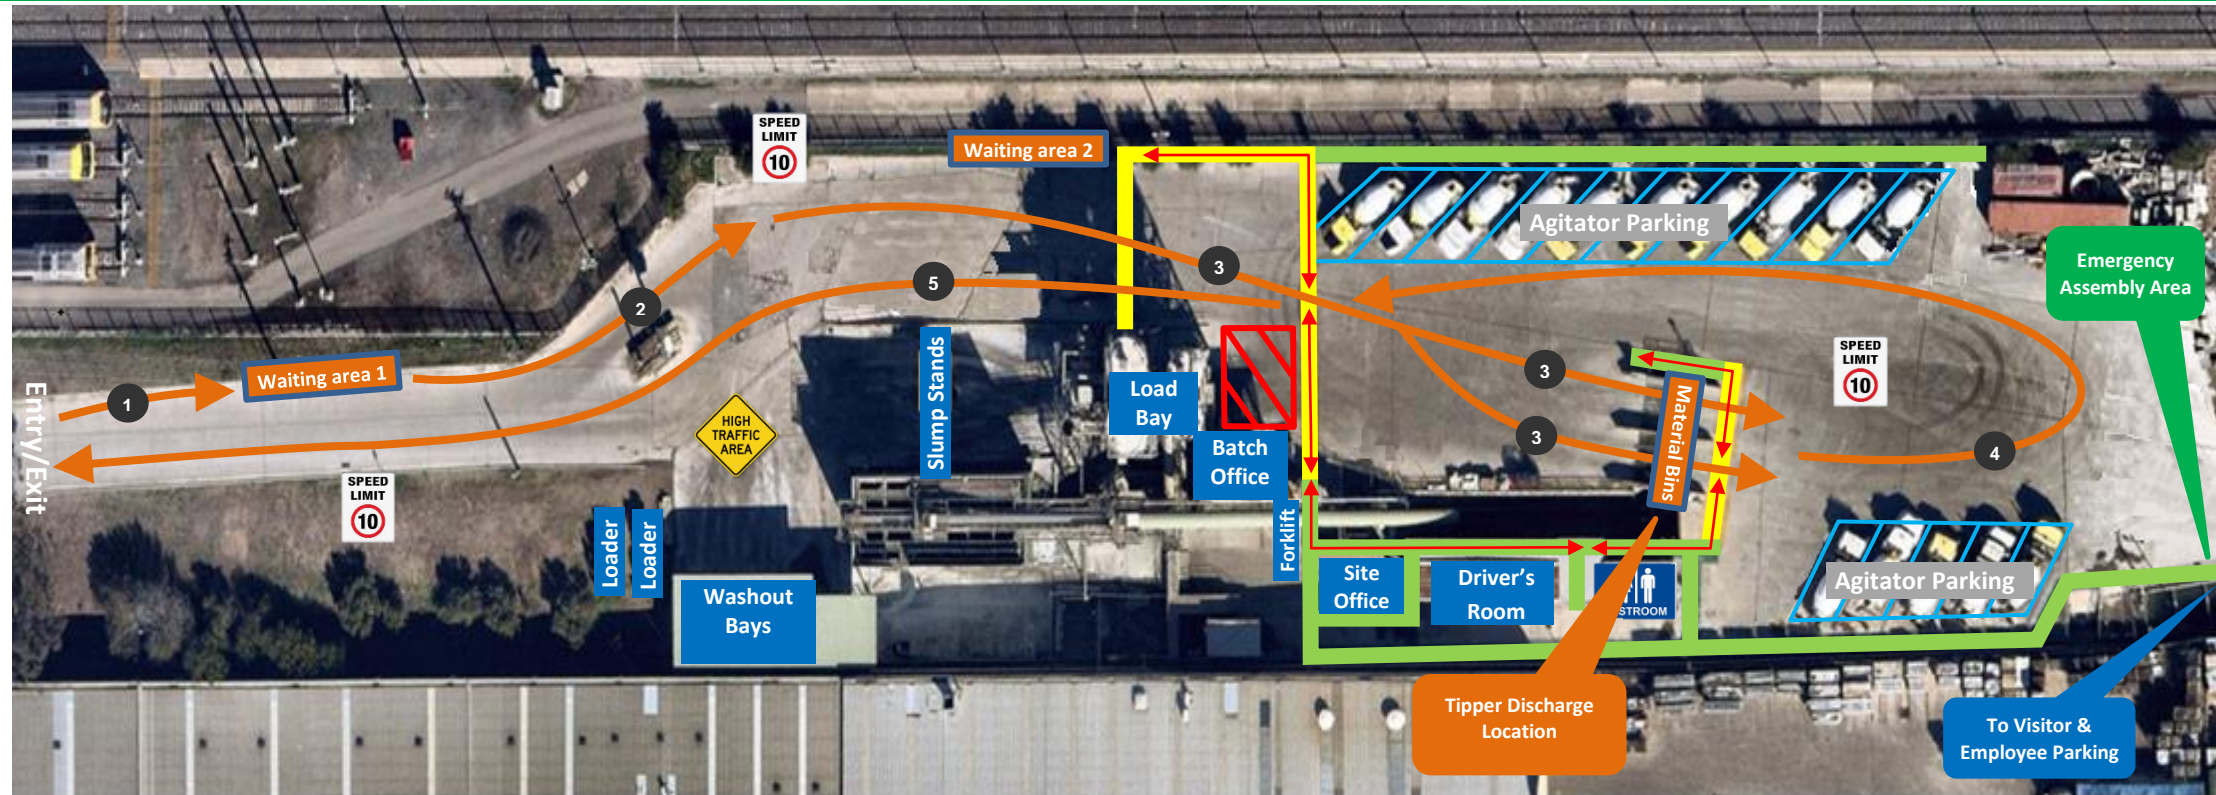 SPEED
LIMIT
10
Waiting area 2
Agitator Parking
Emergency
Assembly Area
3
5
2
Waiting area 1
1
Entry/Exit
HIGH
TRAFFIC
AREA
Slump Stands
Load
Bay
Batch
Office
3
3
Material Bins
SPEED
LIMIT
10
4
SPEED
LIMIT
10
Loader
Loader
Washout
Bays
Forklift
Site
Office
Driver's
Room
STROOM
Agitator Parking
Tipper Discharge
Location
To Visitor &
Employee Parking